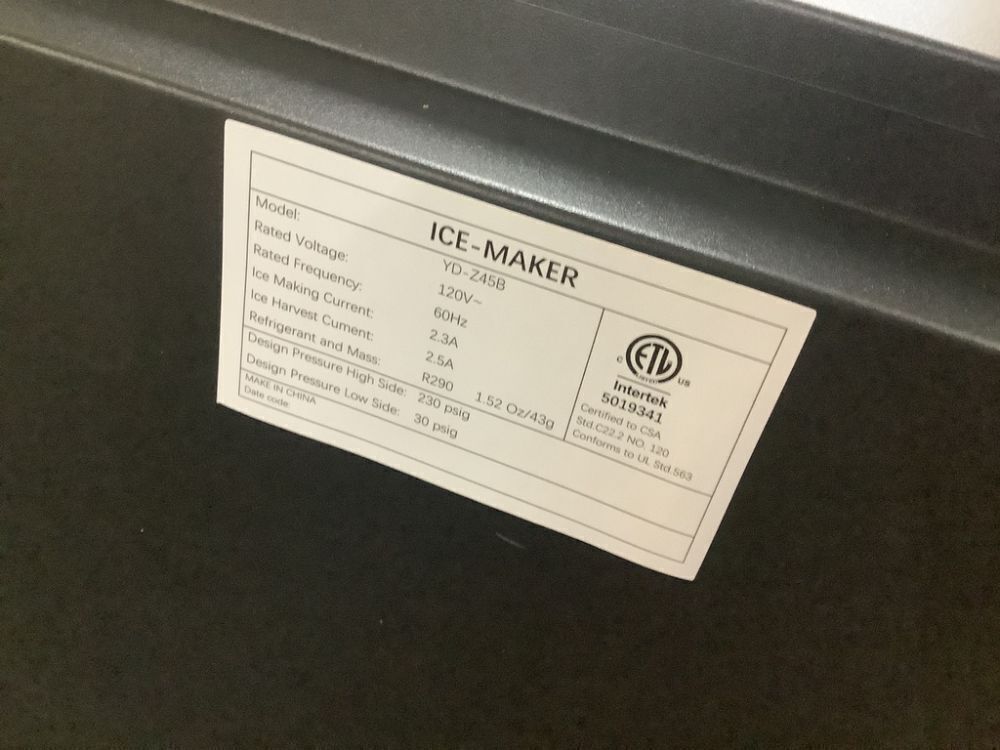 ICE-MAKER
Model: YD-Z45B
Rated Voltage: 120V~
Rated Frequency: 60Hz
Ice Making Current: 2.3A
Ice Harvest Cument: 2.5A
Refrigerant and Mass: R290 1.52 Oz/43g
Design Pressure High Side: 230 psig
Design Pressure Low Side: 30 psig
MAKE IN CHINA
Date code:
c ETL US
LISTED
Intertek
5019341
Certified to CSA
Std.C22.2 NO. 120
Conforms to UL Std.563